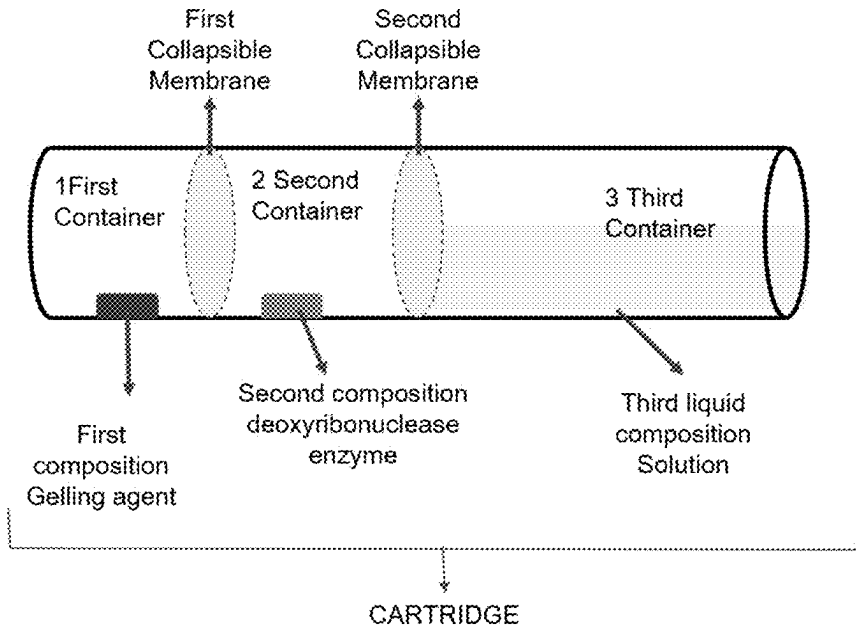 First
Collapsible
Membrane
Second
Collapsible
Membrane
1First
Container
2 Second
Container
3 Third
Container
First
composition
Gelling agent
Second composition
deoxyribonuclease
enzyme
Third liquid
composition
Solution
CARTRIDGE